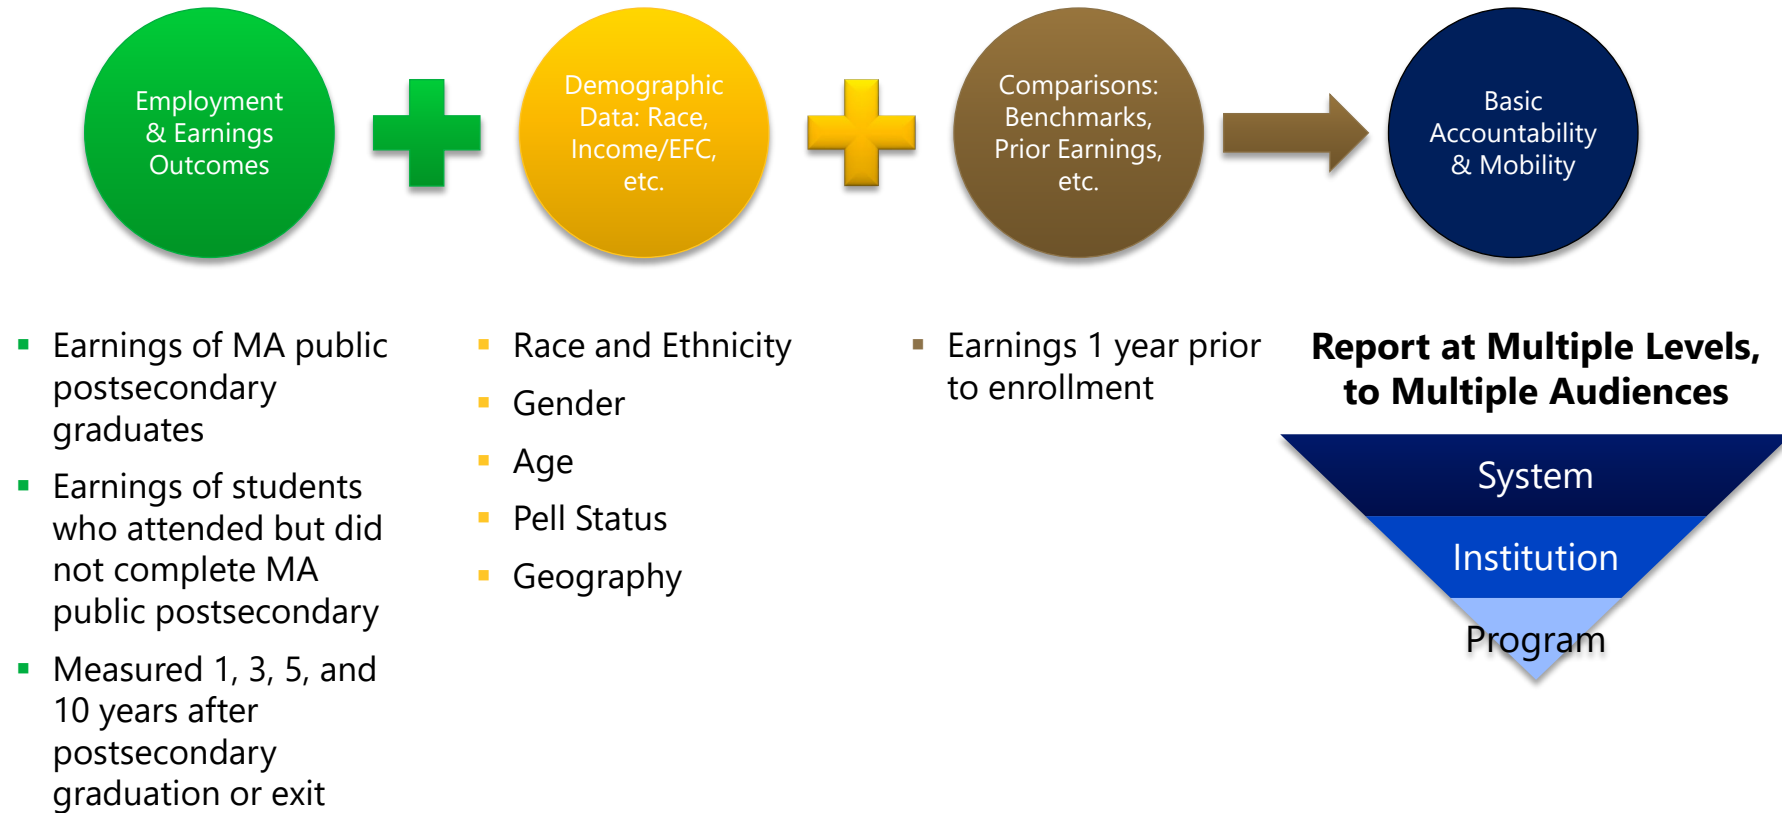 Employment
& Earnings
Outcomes
Demographic
Data: Race,
Income/EFC,
etc.
Comparisons:
Benchmarks,
Prior Earnings,
etc.
Basic
Accountability
& Mobility
▪ Earnings of MA public
postsecondary
graduates
▪ Earnings of students
who attended but did
not complete MA
public postsecondary
▪ Measured 1, 3, 5, and
10 years after
postsecondary
graduation or exit
▪ Race and Ethnicity
▪ Gender
▪ Age
▪ Pell Status
▪ Geography
▪ Earnings 1 year prior
to enrollment
Report at Multiple Levels,
to Multiple Audiences
System
Institution
Program